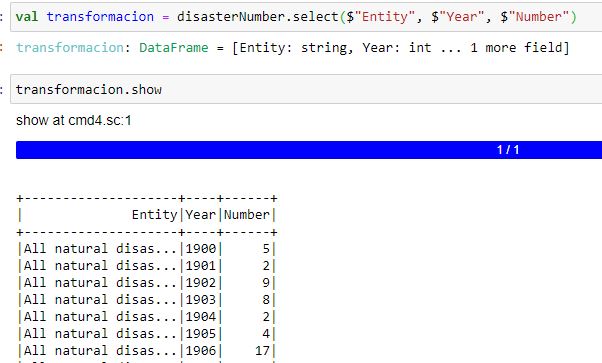 val transformacion = disasterNumber.select($"Entity", $"Year", $"Number")
transformacion: DataFrame = [Entity: string, Year: int ... 1 more field]
transformacion.show
show at cmd4.sc:1
1 / 1
+--------------------+----+------+
|              Entity|Year|Number|
+--------------------+----+------+
|All natural disas...|1900|     5|
|All natural disas...|1901|     2|
|All natural disas...|1902|     9|
|All natural disas...|1903|     8|
|All natural disas...|1904|     2|
|All natural disas...|1905|     4|
|All natural disas...|1906|    17|